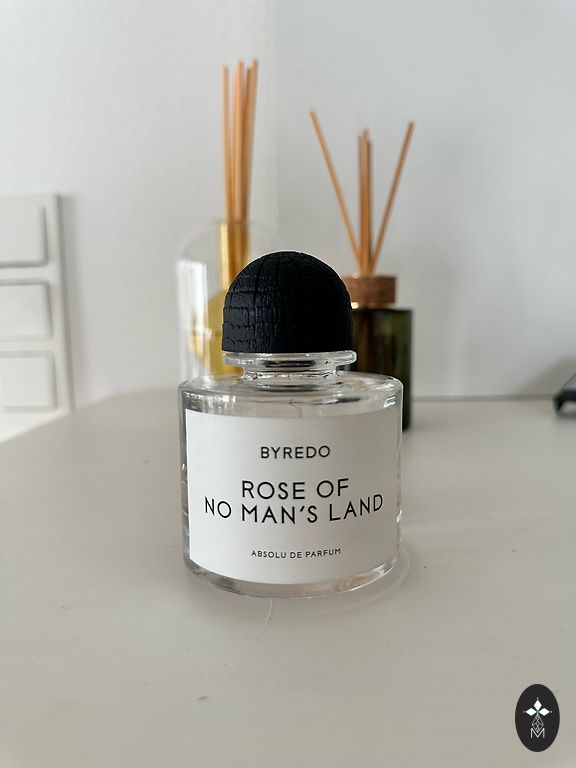 BYREDO
ROSE OF
NO MAN'S LAND
ABSOLU DE PARFUM